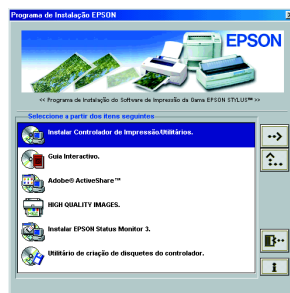 Programa de Instalação EPSON
EPSON
<< Programa de Instalação do Software de Impressão da Gama EPSON STYLUS™ >>
Seleccione a partir dos itens seguintes
Instalar Controlador de Impressão/Utilitários.
Guia Interactivo.
Adobe® ActiveShare™
HIGH QUALITY IMAGES.
Instalar EPSON Status Monitor 3.
Utilitário de criação de disquetes do controlador.